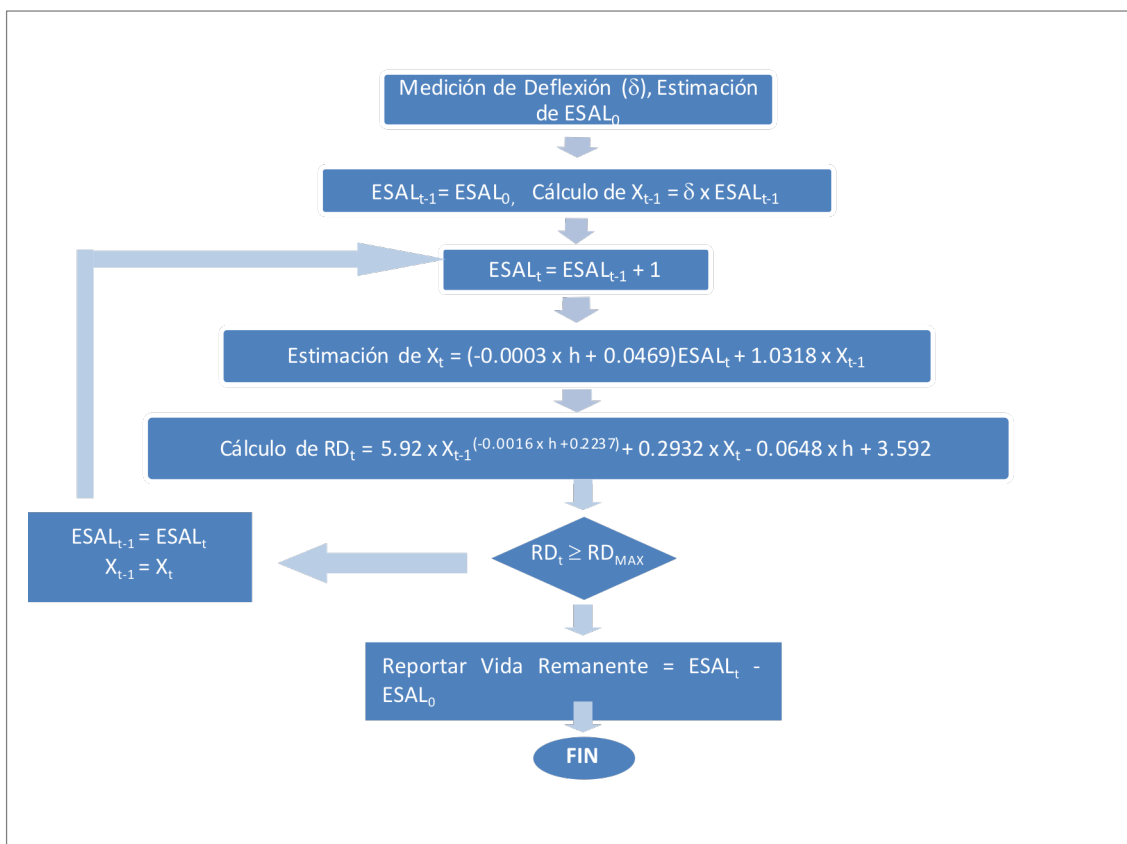 Medición de Deflexión (δ), Estimación
de ESAL₀
ESALₜ₋₁ = ESAL₀, Cálculo de Xₜ₋₁ = δ x ESALₜ₋₁
ESALₜ = ESALₜ₋₁ + 1
Estimación de Xₜ = (-0.0003 x h + 0.0469)ESALₜ + 1.0318 x Xₜ₋₁
Cálculo de RDₜ = 5.92 x Xₜ₋₁^(-0.0016 x h +0.2237) + 0.2932 x Xₜ - 0.0648 x h + 3.592
ESALₜ₋₁ = ESALₜ
Xₜ₋₁ = Xₜ
RDₜ ≥ RD_MAX
Reportar Vida Remanente = ESALₜ -
ESAL₀
FIN